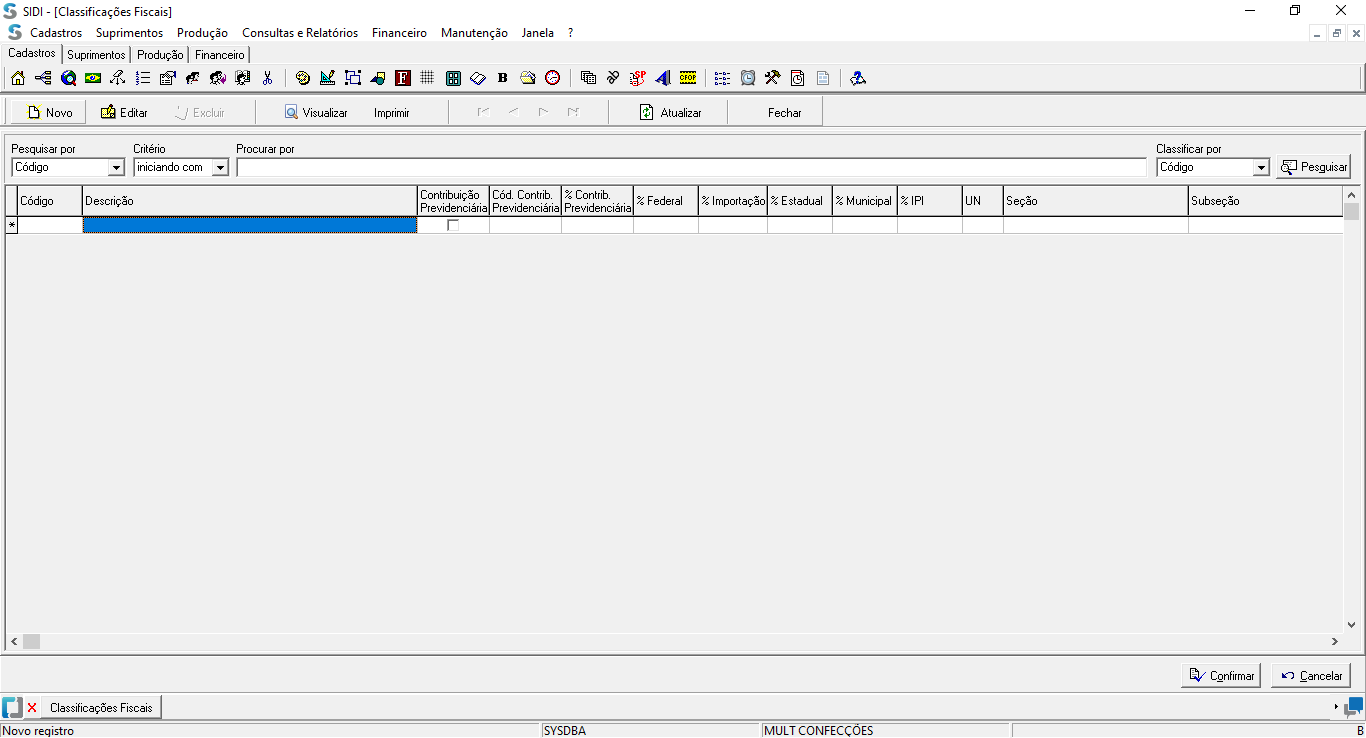 SIDI - [Classificações Fiscais]
Cadastros Suprimentos Produção Consultas e Relatórios Financeiro Manutenção Janela ?
Cadastros Suprimentos Produção Financeiro
F B SP CFOP
Novo Editar Excluir Visualizar Imprimir Atualizar Fechar
Pesquisar por Critério Procurar por Classificar por
Código iniciando com Código Pesquisar
Código Descrição Contribuição Previdenciária Cód. Contrib. Previdenciária % Contrib. Previdenciária % Federal % Importação % Estadual % Municipal % IPI UN Seção Subseção
*
Confirmar Cancelar
Classificações Fiscais
Novo registro SYSDBA MULT CONFECÇÕES B